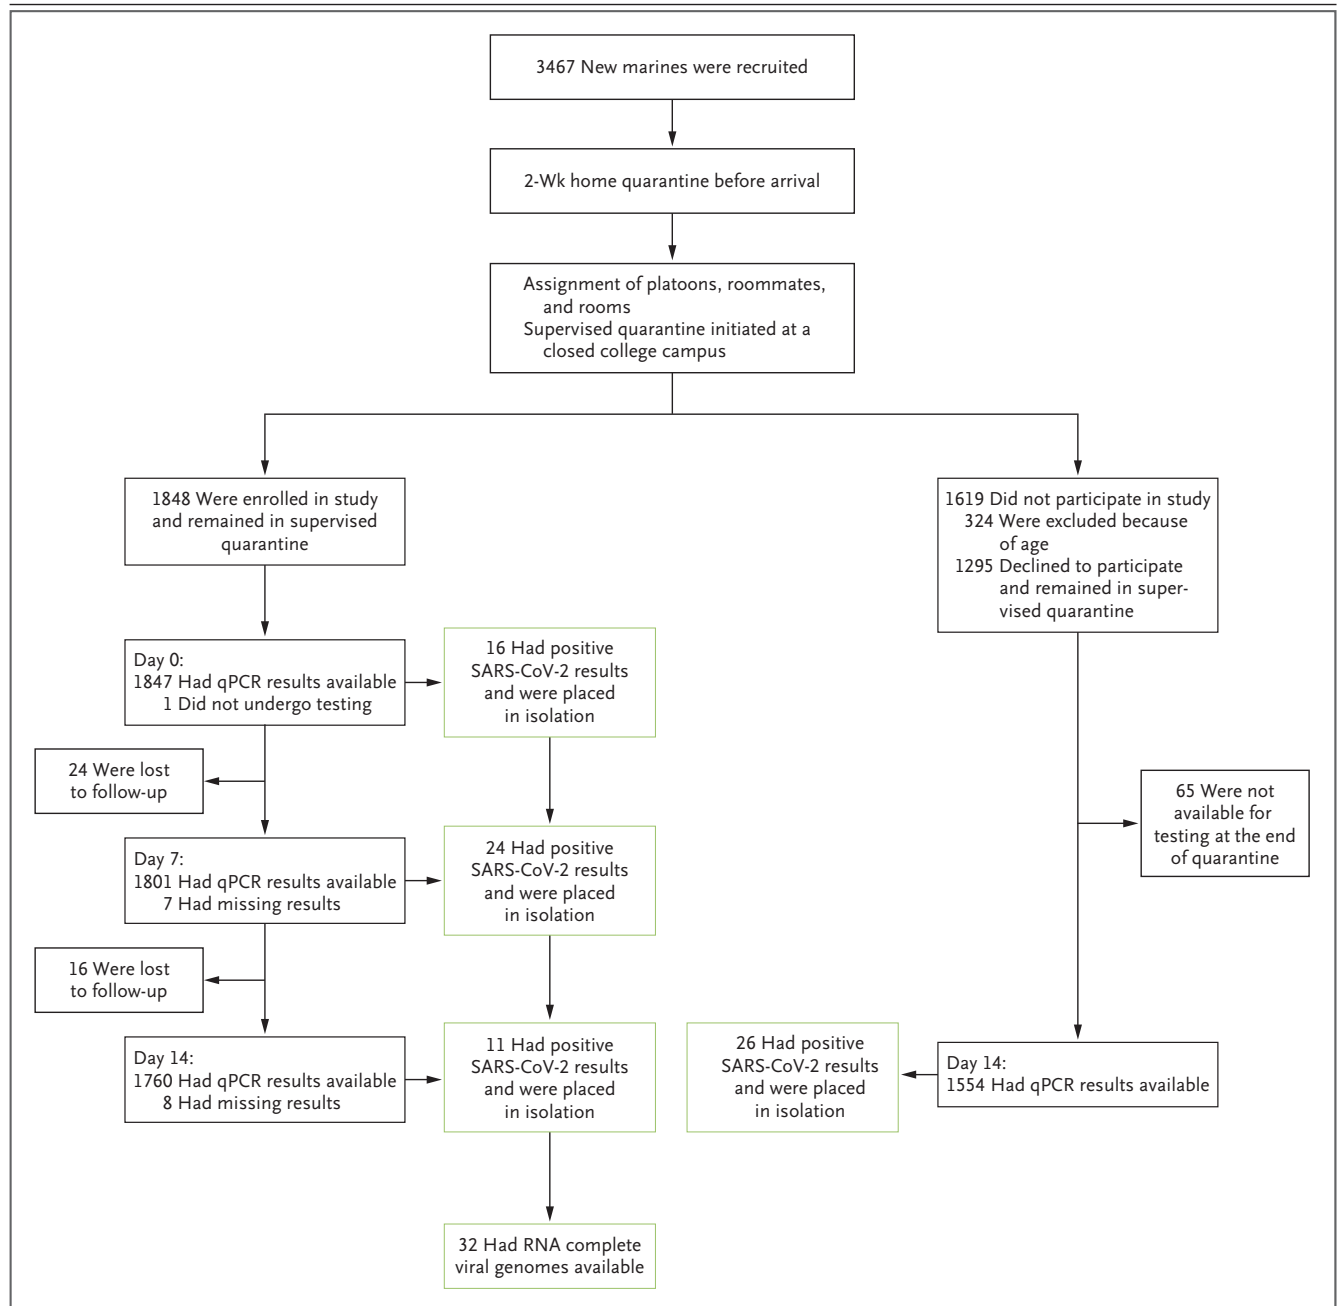 3467 New marines were recruited
2-Wk home quarantine before arrival
Assignment of platoons, roommates,
and rooms
Supervised quarantine initiated at a
closed college campus
1848 Were enrolled in study
and remained in supervised
quarantine
1619 Did not participate in study
324 Were excluded because
of age
1295 Declined to participate
and remained in super-
vised quarantine
Day 0:
1847 Had qPCR results available
1 Did not undergo testing
16 Had positive
SARS-CoV-2 results
and were placed
in isolation
24 Were lost
to follow-up
65 Were not
available for
testing at the end
of quarantine
Day 7:
1801 Had qPCR results available
7 Had missing results
24 Had positive
SARS-CoV-2 results
and were placed
in isolation
16 Were lost
to follow-up
Day 14:
1760 Had qPCR results available
8 Had missing results
11 Had positive
SARS-CoV-2 results
and were placed
in isolation
26 Had positive
SARS-CoV-2 results
and were placed
in isolation
Day 14:
1554 Had qPCR results available
32 Had RNA complete
viral genomes available